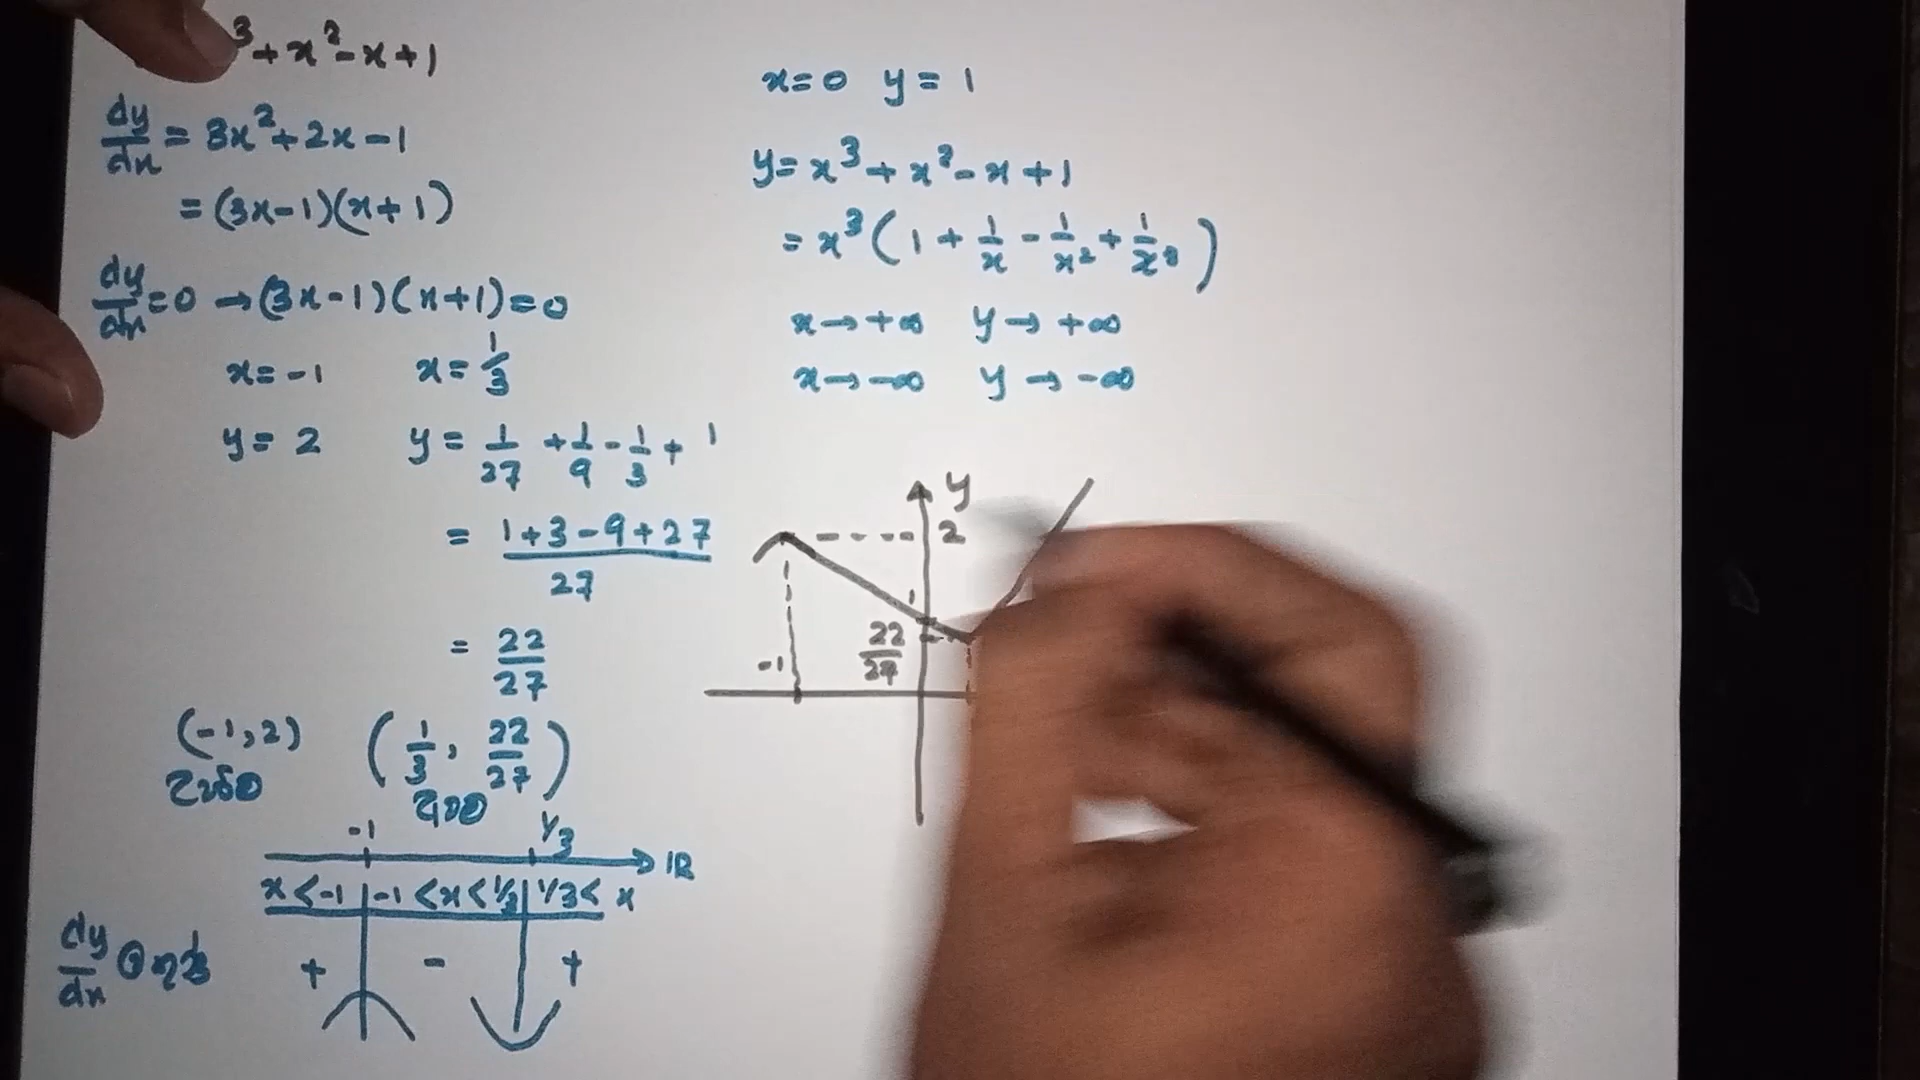 ³ + x² - x + 1
dy/dx = 3x² + 2x - 1
= (3x - 1)(x + 1)
dy/dx = 0 → (3x - 1)(x + 1) = 0
x = -1 x = 1/3
y = 2 y = 1/27 + 1/9 - 1/3 + 1
= (1 + 3 - 9 + 27)/27
= 22/27
(-1, 2) (1/3, 22/27)
-1 1/3 IR
x < -1 -1 < x < 1/3 1/3 < x
dy/dx
+ - +
x = 0 y = 1
y = x³ + x² - x + 1
= x³ (1 + 1/x - 1/x² + 1/x³)
x → +∞ y → +∞
x → -∞ y → -∞
y
2
1
22/27
-1